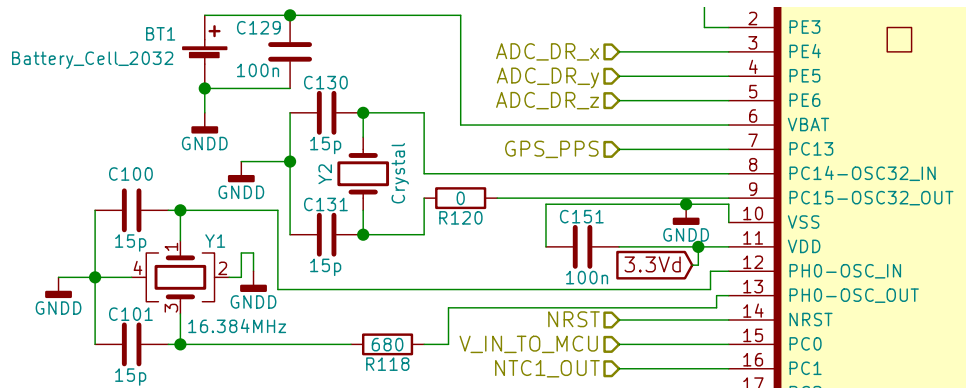 BT1
+
Battery_Cell_2032
C129
100n
GNDD
C130
15p
GNDD
Y2
Crystal
C131
15p
0
R120
C100
15p
1
Y1
4
2
3
GNDD
GNDD
16.384MHz
C101
15p
680
R118
ADC_DR_x
ADC_DR_y
ADC_DR_z
GPS_PPS
C151
100n
GNDD
3.3Vd
NRST
V_IN_TO_MCU
NTC1_OUT
2 PE3
3 PE4
4 PE5
5 PE6
6 VBAT
7 PC13
8 PC14-OSC32_IN
9 PC15-OSC32_OUT
10 VSS
11 VDD
12 PH0-OSC_IN
13 PH0-OSC_OUT
14 NRST
15 PC0
16 PC1
17